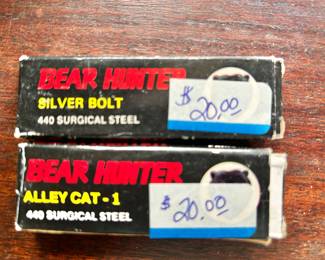 BEAR HUNTER
SILVER BOLT
440 SURGICAL STEEL
$ 20.00
BEAR HUNTER
ALLEY CAT - 1
440 SURGICAL STEEL
$ 20.00